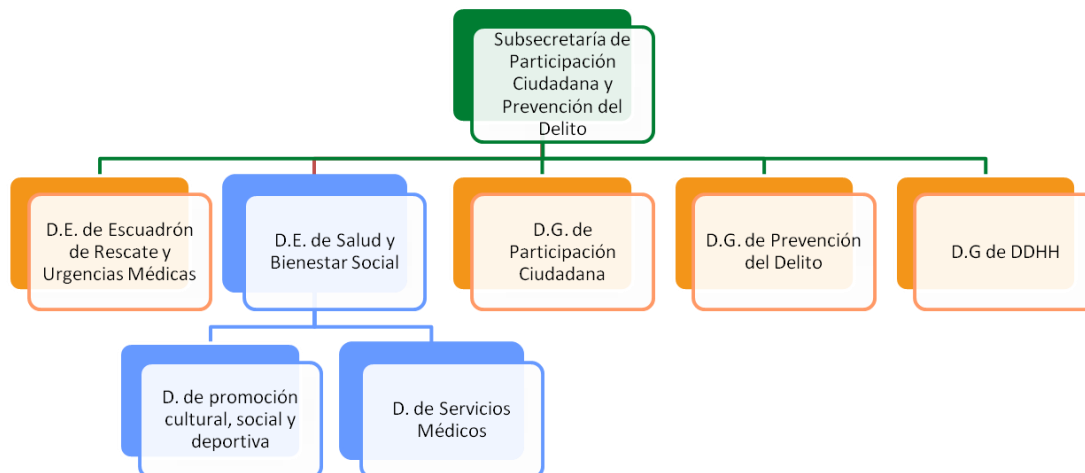 Subsecretaría de
Participación
Ciudadana y
Prevención del
Delito
D.E. de Escuadrón
de Rescate y
Urgencias Médicas
D.E. de Salud y
Bienestar Social
D.G. de
Participación
Ciudadana
D.G. de Prevención
del Delito
D.G de DDHH
D. de promoción
cultural, social y
deportiva
D. de Servicios
Médicos